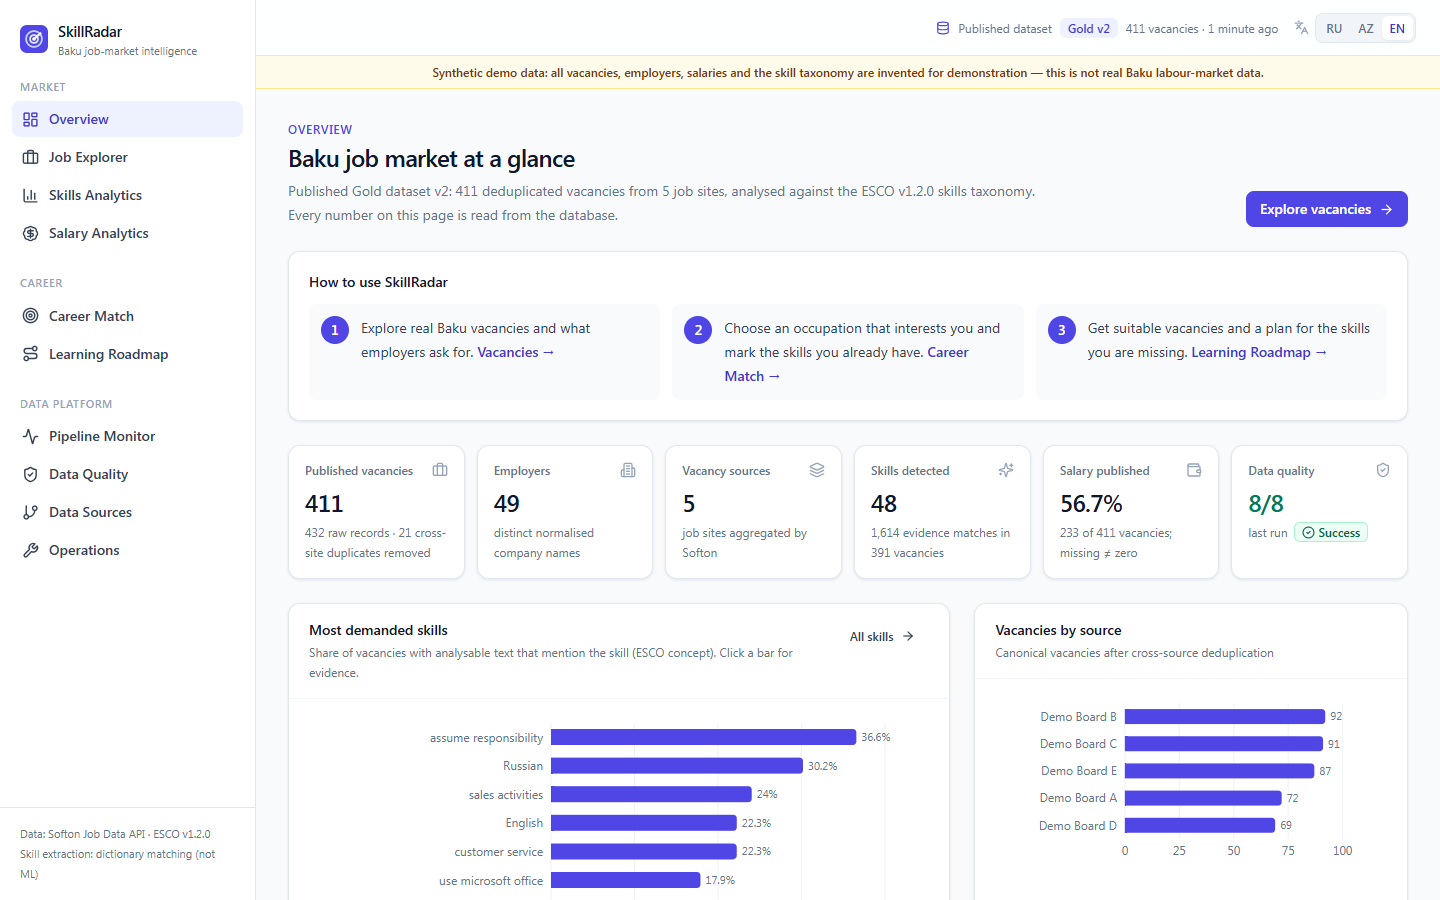 SkillRadar
Baku job-market intelligence
MARKET
Overview
Job Explorer
Skills Analytics
Salary Analytics
CAREER
Career Match
Learning Roadmap
DATA PLATFORM
Pipeline Monitor
Data Quality
Data Sources
Operations
Data: Softon Job Data API · ESCO v1.2.0
Skill extraction: dictionary matching (not
ML)
Published dataset Gold v2 411 vacancies · 1 minute ago RU AZ EN
Synthetic demo data: all vacancies, employers, salaries and the skill taxonomy are invented for demonstration — this is not real Baku labour-market data.
OVERVIEW
Baku job market at a glance
Published Gold dataset v2: 411 deduplicated vacancies from 5 job sites, analysed against the ESCO v1.2.0 skills taxonomy.
Every number on this page is read from the database.
Explore vacancies →
How to use SkillRadar
1
Explore real Baku vacancies and what
employers ask for. Vacancies →
2
Choose an occupation that interests you and
mark the skills you already have. Career
Match →
3
Get suitable vacancies and a plan for the skills
you are missing. Learning Roadmap →
Published vacancies
411
432 raw records · 21 cross-
site duplicates removed
Employers
49
distinct normalised
company names
Vacancy sources
5
job sites aggregated by
Softon
Skills detected
48
1,614 evidence matches in
391 vacancies
Salary published
56.7%
233 of 411 vacancies;
missing ≠ zero
Data quality
8/8
last run Success
Most demanded skills
Share of vacancies with analysable text that mention the skill (ESCO concept). Click a bar for
evidence.
All skills →
assume responsibility 36.6%
Russian 30.2%
sales activities 24%
English 22.3%
customer service 22.3%
use microsoft office 17.9%
Vacancies by source
Canonical vacancies after cross-source deduplication
Demo Board B 92
Demo Board C 91
Demo Board E 87
Demo Board A 72
Demo Board D 69
0 25 50 75 100